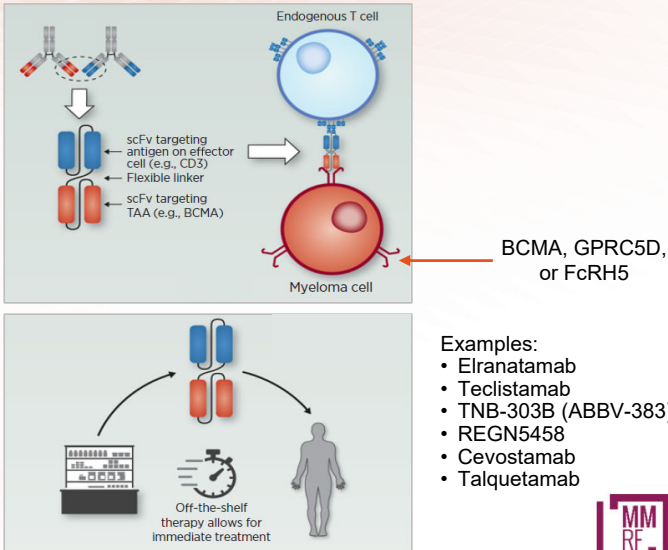 Endogenous T cell
scFv targeting
antigen on effector
cell (e.g., CD3)
Flexible linker
scFv targeting
TAA (e.g., BCMA)
Myeloma cell
BCMA, GPRC5D,
or FcRH5
Off-the-shelf
therapy allows for
immediate treatment
Examples:
• Elranatamab
• Teclistamab
• TNB-303B (ABBV-383)
• REGN5458
• Cevostamab
• Talquetamab
MM
RF